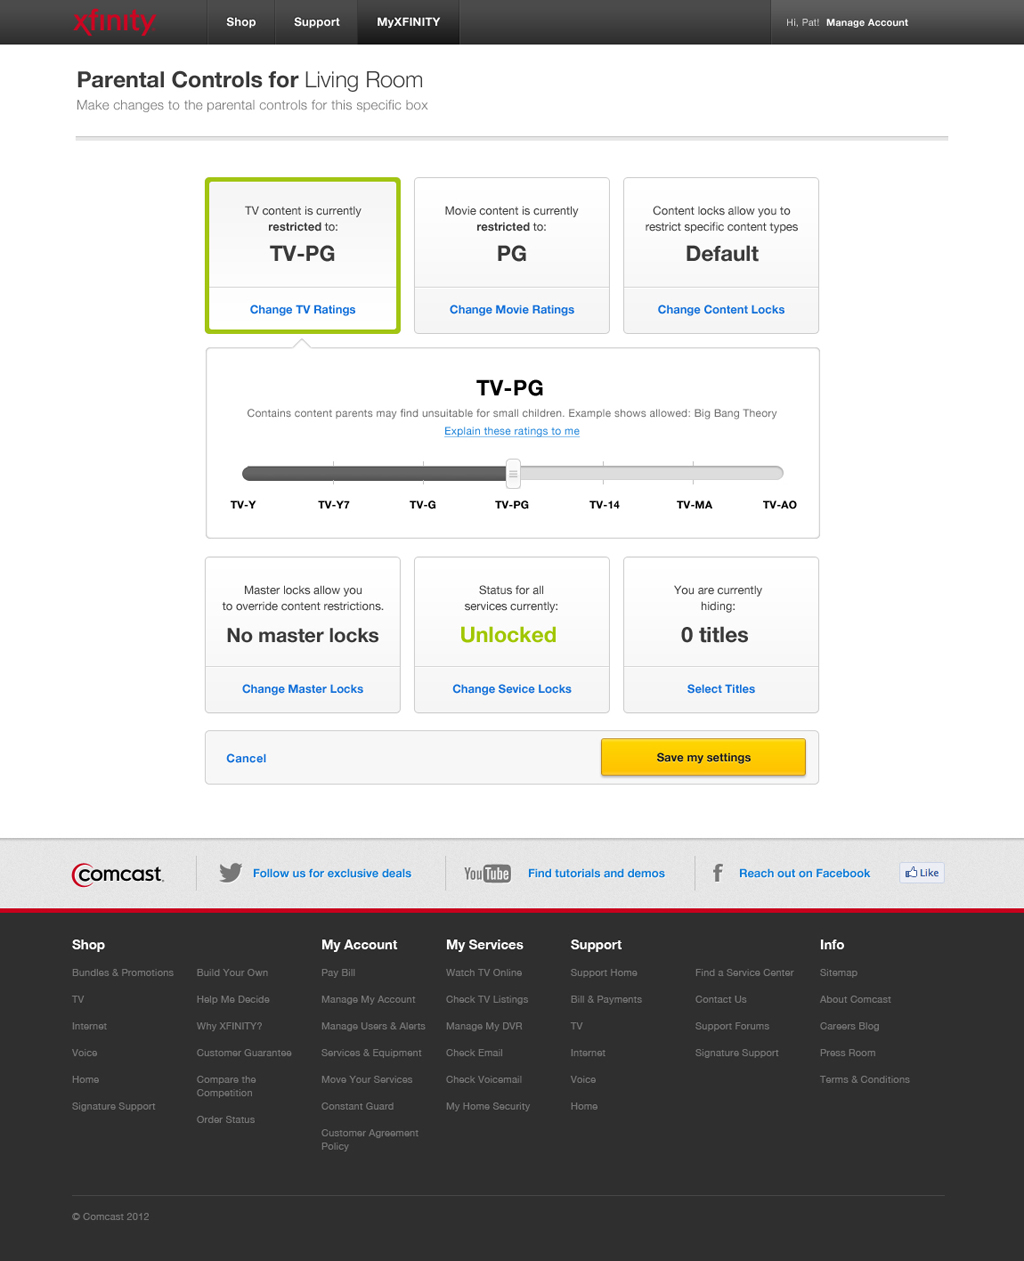 xfinity
Shop
Support
MyXFINITY
Hi, Pat! Manage Account
Parental Controls for Living Room
Make changes to the parental controls for this specific box
TV content is currently
restricted to:
TV-PG
Change TV Ratings
Movie content is currently
restricted to:
PG
Change Movie Ratings
Content locks allow you to
restrict specific content types
Default
Change Content Locks
TV-PG
Contains content parents may find unsuitable for small children. Example shows allowed: Big Bang Theory
Explain these ratings to me
TV-Y TV-Y7 TV-G TV-PG TV-14 TV-MA TV-AO
Master locks allow you
to override content restrictions.
No master locks
Change Master Locks
Status for all
services currently:
Unlocked
Change Sevice Locks
You are currently
hiding:
0 titles
Select Titles
Cancel
Save my settings
comcast.
Follow us for exclusive deals
YouTube
Find tutorials and demos
f
Reach out on Facebook
Like
Shop
Bundles & Promotions
TV
Internet
Voice
Home
Signature Support
Build Your Own
Help Me Decide
Why XFINITY?
Customer Guarantee
Compare the
Competition
Order Status
My Account
Pay Bill
Manage My Account
Manage Users & Alerts
Services & Equipment
Move Your Services
Constant Guard
Customer Agreement
Policy
My Services
Watch TV Online
Check TV Listings
Manage My DVR
Check Email
Check Voicemail
My Home Security
Support
Support Home
Bill & Payments
TV
Internet
Voice
Home
Find a Service Center
Contact Us
Support Forums
Signature Support
Info
Sitemap
About Comcast
Careers Blog
Press Room
Terms & Conditions
© Comcast 2012